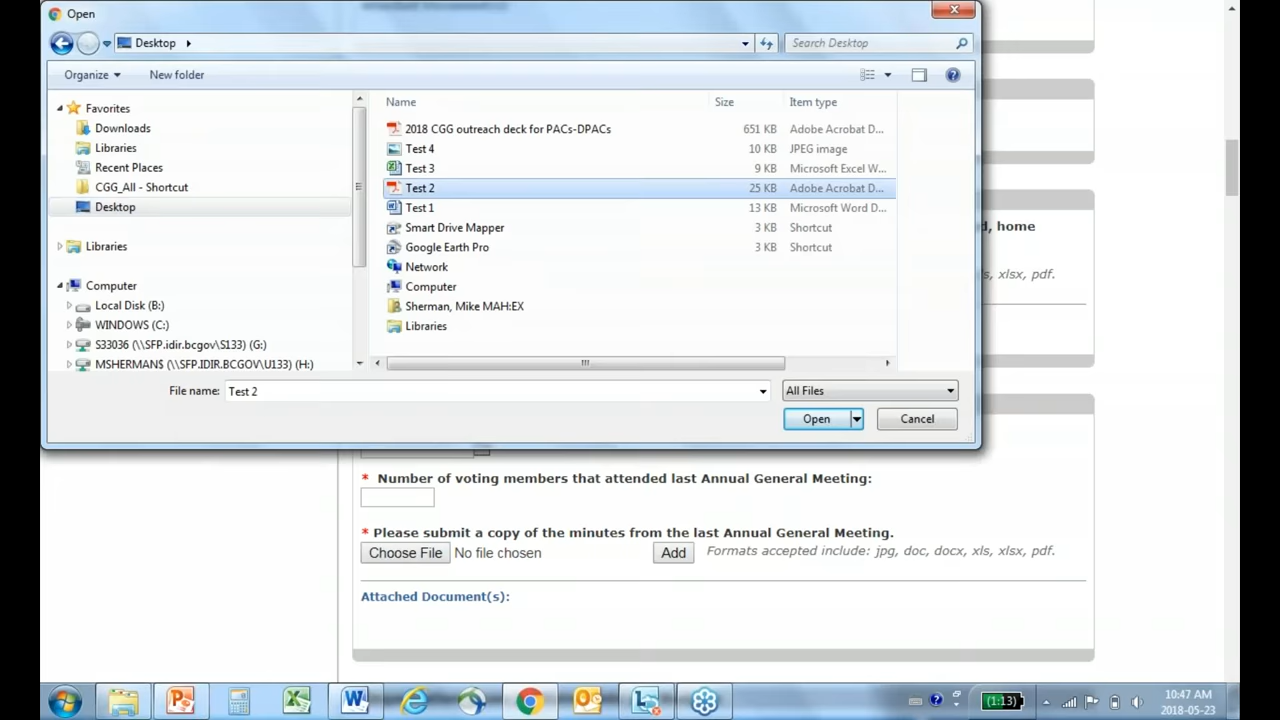 Open
Desktop
Search Desktop
Organize
New folder
Name
Size
Item type
Favorites
Downloads
Libraries
Recent Places
CGG_All - Shortcut
Desktop
Libraries
Computer
Local Disk (B:)
WINDOWS (C:)
S33036 (\\SFP.IDIR.BCGOV\S133) (G:)
MSHERMAN$ (\\SFP.IDIR.BCGOV\U133) (H:)
2018 CGG outreach deck for PACs-DPACs 651 KB Adobe Acrobat D...
Test 4 10 KB JPEG image
Test 3 9 KB Microsoft Excel W...
Test 2 25 KB Adobe Acrobat D...
Test 1 13 KB Microsoft Word D...
Smart Drive Mapper 3 KB Shortcut
Google Earth Pro 3 KB Shortcut
Network
Computer
Sherman, Mike MAH:EX
Libraries
File name: Test 2
All Files
Open
Cancel
d, home
s, xlsx, pdf.
* Number of voting members that attended last Annual General Meeting:
* Please submit a copy of the minutes from the last Annual General Meeting.
Choose File No file chosen Add Formats accepted include: jpg, doc, docx, xls, xlsx, pdf.
Attached Document(s):
(1:13)
10:47 AM
2018-05-23